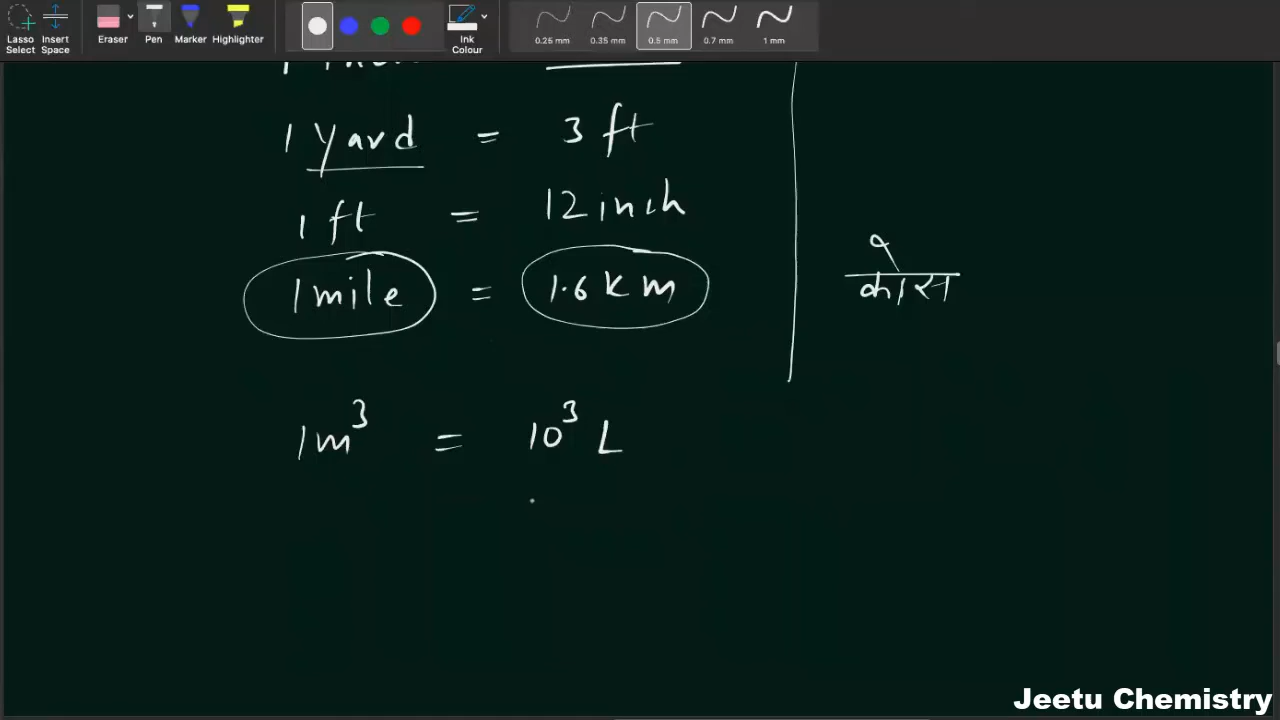 Lasso Select
Insert Space
Eraser
Pen
Marker
Highlighter
Ink Colour
0.25 mm
0.35 mm
0.5 mm
0.7 mm
1 mm
1 yard = 3 ft
1 ft = 12 inch
1 mile = 1.6 km
कोस
1 m³ = 10³ L
Jeetu Chemistry